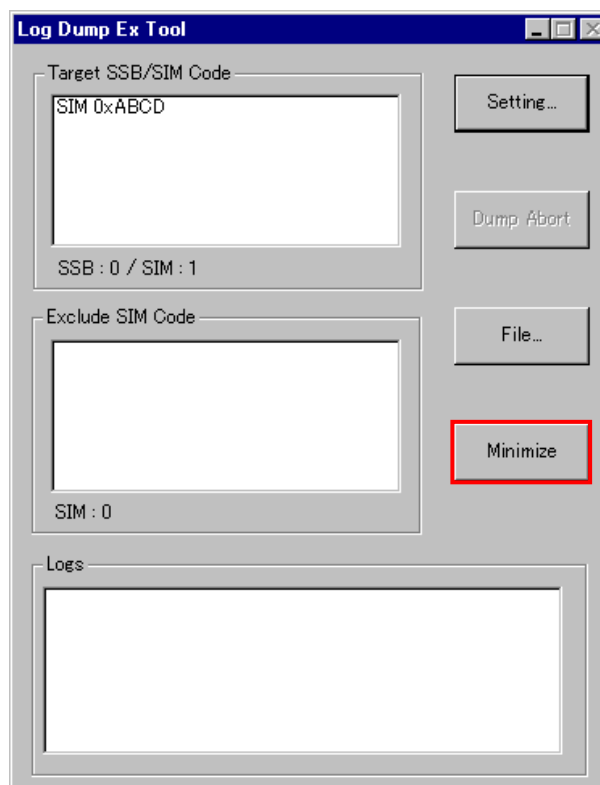 Log Dump Ex Tool
Target SSB/SIM Code
SIM 0xABCD
SSB : 0 / SIM : 1
Setting...
Dump Abort
Exclude SIM Code
SIM : 0
File...
Minimize
Logs